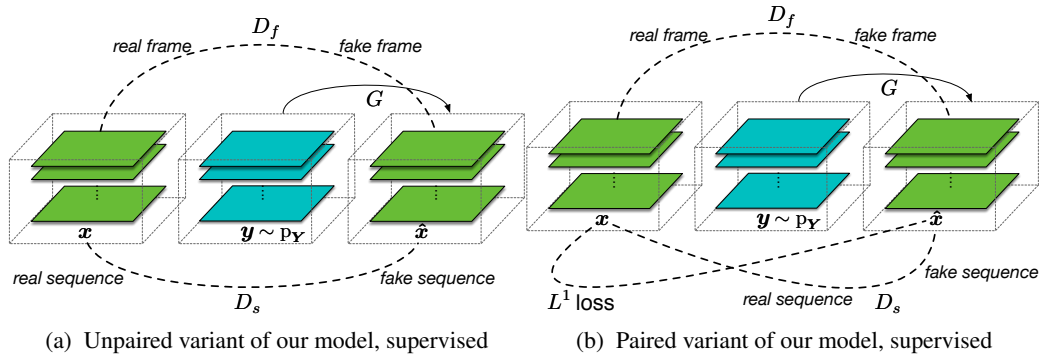 D_f
real frame
fake frame
G
x
y ∼ p_Y
x̂
real sequence
fake sequence
D_s
(a) Unpaired variant of our model, supervised
D_f
real frame
fake frame
G
x
y ∼ p_Y
x̂
fake sequence
L^1 loss
real sequence
D_s
(b) Paired variant of our model, supervised